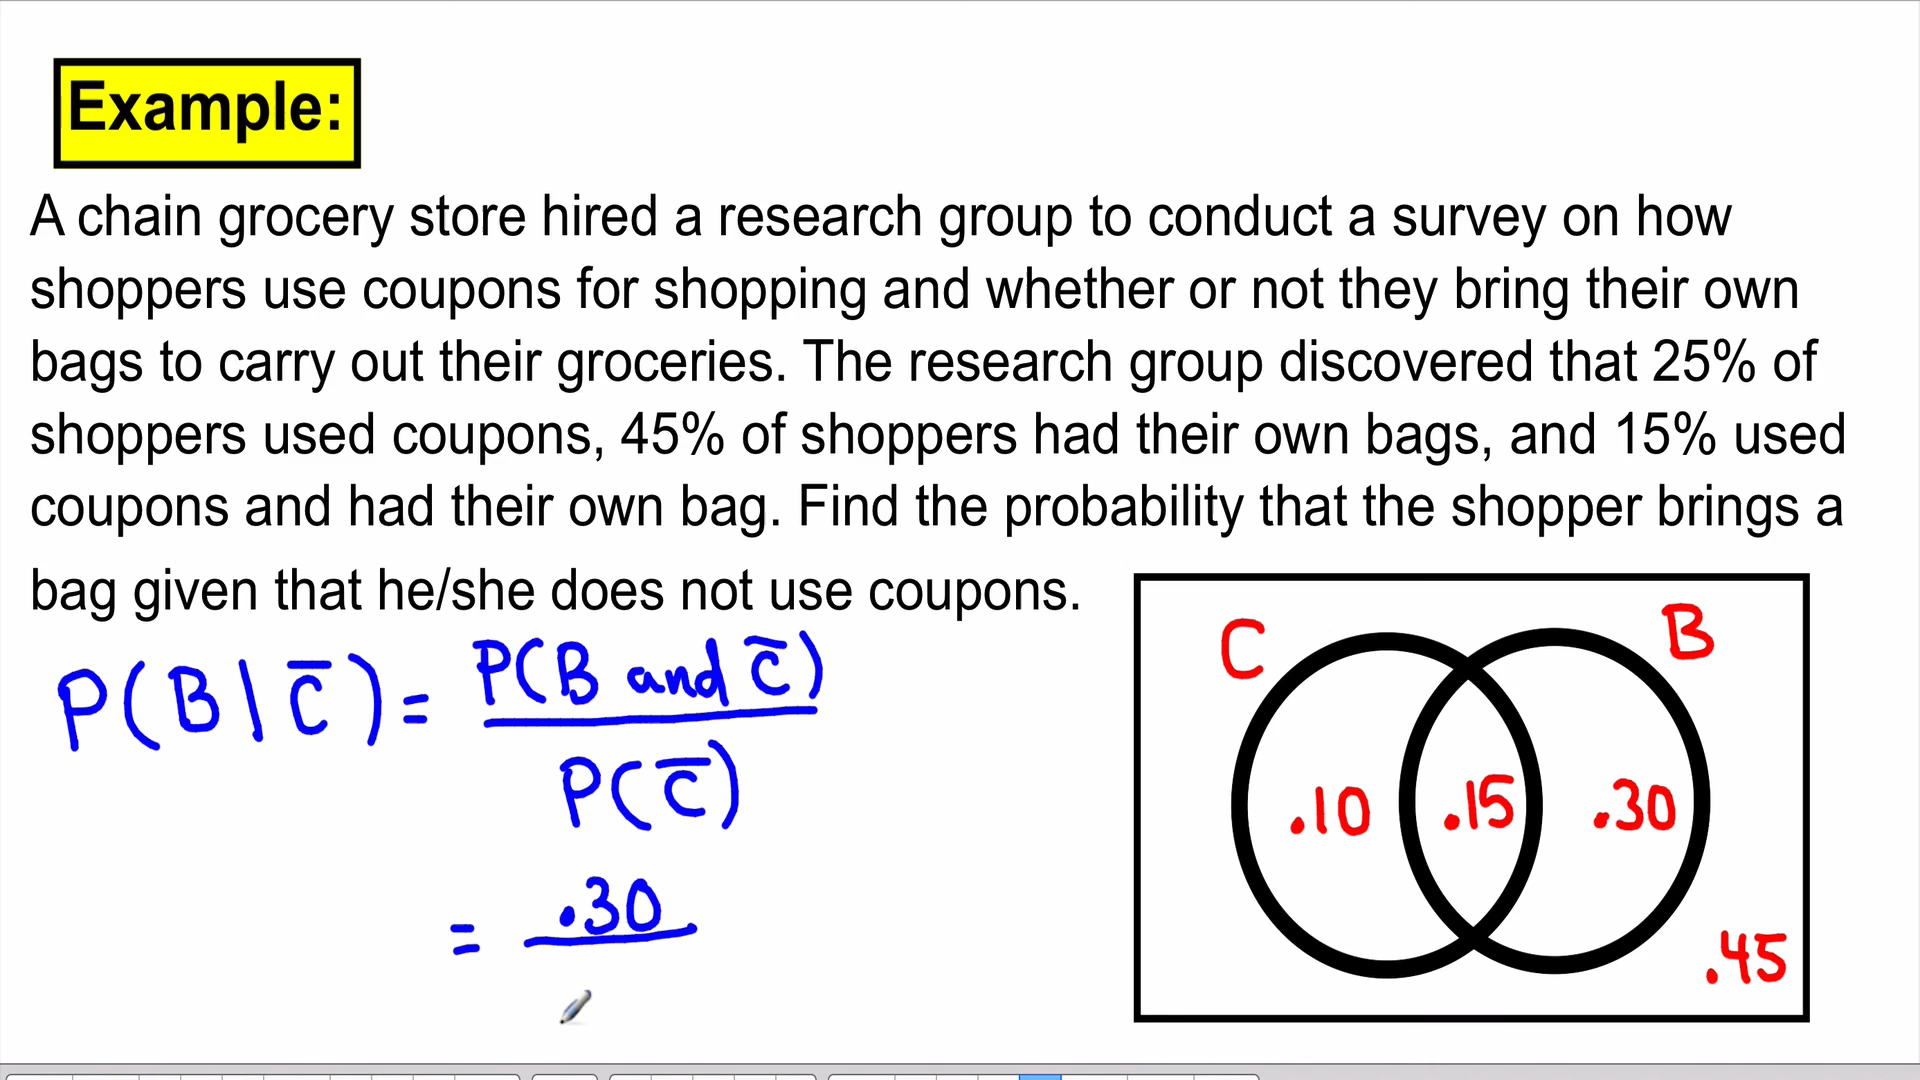 Example:
A chain grocery store hired a research group to conduct a survey on how
shoppers use coupons for shopping and whether or not they bring their own
bags to carry out their groceries. The research group discovered that 25% of
shoppers used coupons, 45% of shoppers had their own bags, and 15% used
coupons and had their own bag. Find the probability that the shopper brings a
bag given that he/she does not use coupons.
P(B|C̅) = P(B and C̅)
P(C̅)
= .30
C B
.10 .15 .30
.45